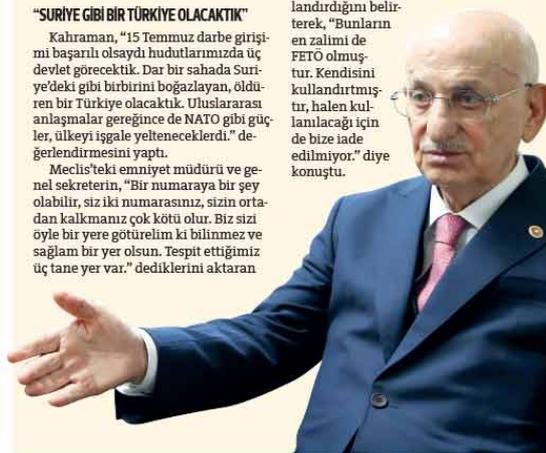 “SURİYE GİBİ BİR TÜRKİYE OLACAKTIK”
Kahraman, “15 Temmuz darbe girişi-
mi başarılı olsaydı hudutlarımızda üç
devlet görecektik. Dar bir sahada Suri-
ye’deki gibi birbirini boğazlayan, öldü-
ren bir Türkiye olacaktık. Uluslararası
anlaşmalar gereğince de NATO gibi güç-
ler, ülkeyi işgale yelteneceklerdi.” de-
ğerlendirmesini yaptı.
Meclis’teki emniyet müdürü ve ge-
nel sekreterin, “Bir numaraya bir şey
olabilir, siz iki numarasınız, sizin orta-
dan kalkmanız çok kötü olur. Biz sizi
öyle bir yere götürelim ki bilinmez ve
sağlam bir yer olsun. Tespit ettiğimiz
üç tane yer var.” dediklerini aktaran
landırdığını belir-
terek, “Bunların
en zalimi de
FETÖ olmuş-
tur. Kendisini
kullandırtmış-
tır, halen kul-
lanılacağı için
de bize iade
edilmiyor.” diye
konuştu.